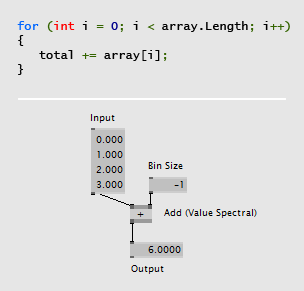 for (int i = 0; i < array.Length; i++)
{
total += array[i];
}
Input
0.000
1.000
2.000
3.000
Bin Size
-1
+
Add (Value Spectral)
6.0000
Output